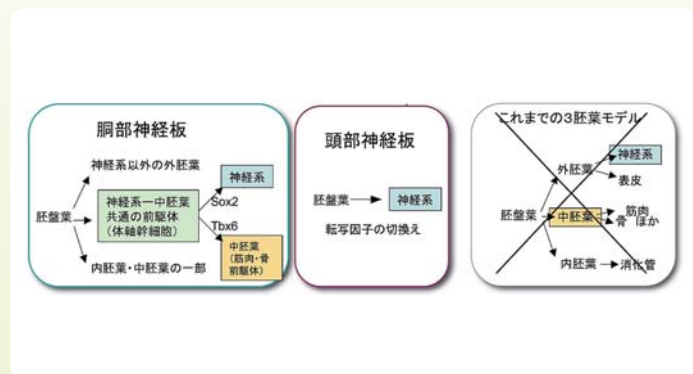 胴部神経板
神経系以外の外胚葉
胚盤葉
神経系ー中胚葉
共通の前駆体
(体軸幹細胞)
神経系
Sox2
Tbx6
中胚葉
(筋肉・骨
前駆体)
内胚葉・中胚葉の一部
頭部神経板
胚盤葉
神経系
転写因子の切換え
これまでの3胚葉モデル
神経系
外胚葉
表皮
胚盤葉
中胚葉
筋肉
骨 ほか
内胚葉
消化管